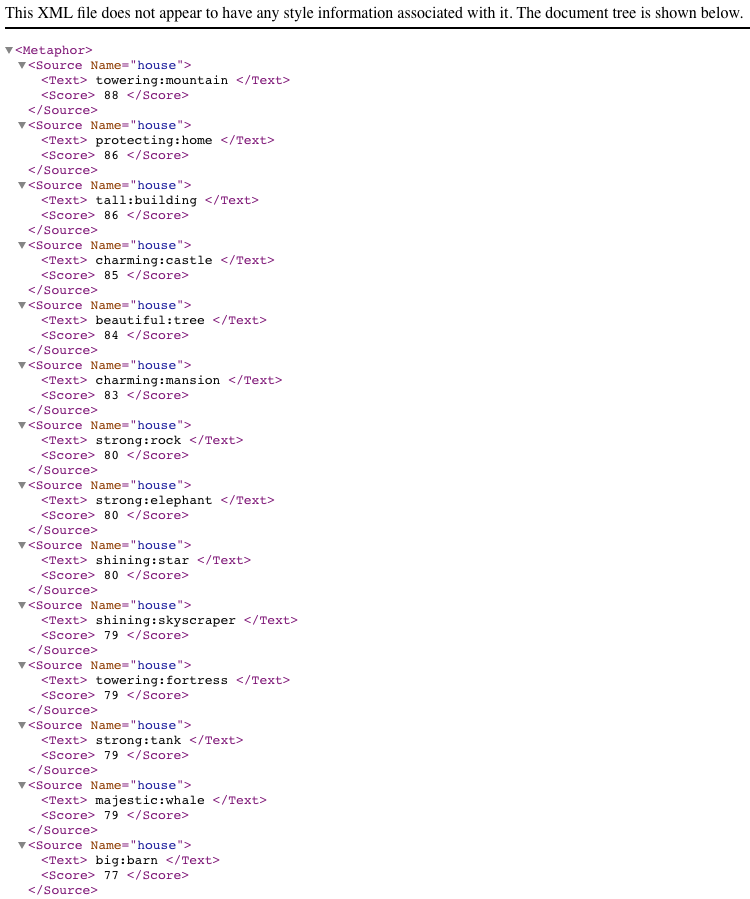 This XML file does not appear to have any style information associated with it. The document tree is shown below.
▼<Metaphor>
▼<Source Name="house">
<Text> towering:mountain </Text>
<Score> 88 </Score>
</Source>
▼<Source Name="house">
<Text> protecting:home </Text>
<Score> 86 </Score>
</Source>
▼<Source Name="house">
<Text> tall:building </Text>
<Score> 86 </Score>
</Source>
▼<Source Name="house">
<Text> charming:castle </Text>
<Score> 85 </Score>
</Source>
▼<Source Name="house">
<Text> beautiful:tree </Text>
<Score> 84 </Score>
</Source>
▼<Source Name="house">
<Text> charming:mansion </Text>
<Score> 83 </Score>
</Source>
▼<Source Name="house">
<Text> strong:rock </Text>
<Score> 80 </Score>
</Source>
▼<Source Name="house">
<Text> strong:elephant </Text>
<Score> 80 </Score>
</Source>
▼<Source Name="house">
<Text> shining:star </Text>
<Score> 80 </Score>
</Source>
▼<Source Name="house">
<Text> shining:skyscraper </Text>
<Score> 79 </Score>
</Source>
▼<Source Name="house">
<Text> towering:fortress </Text>
<Score> 79 </Score>
</Source>
▼<Source Name="house">
<Text> strong:tank </Text>
<Score> 79 </Score>
</Source>
▼<Source Name="house">
<Text> majestic:whale </Text>
<Score> 79 </Score>
</Source>
▼<Source Name="house">
<Text> big:barn </Text>
<Score> 77 </Score>
</Source>